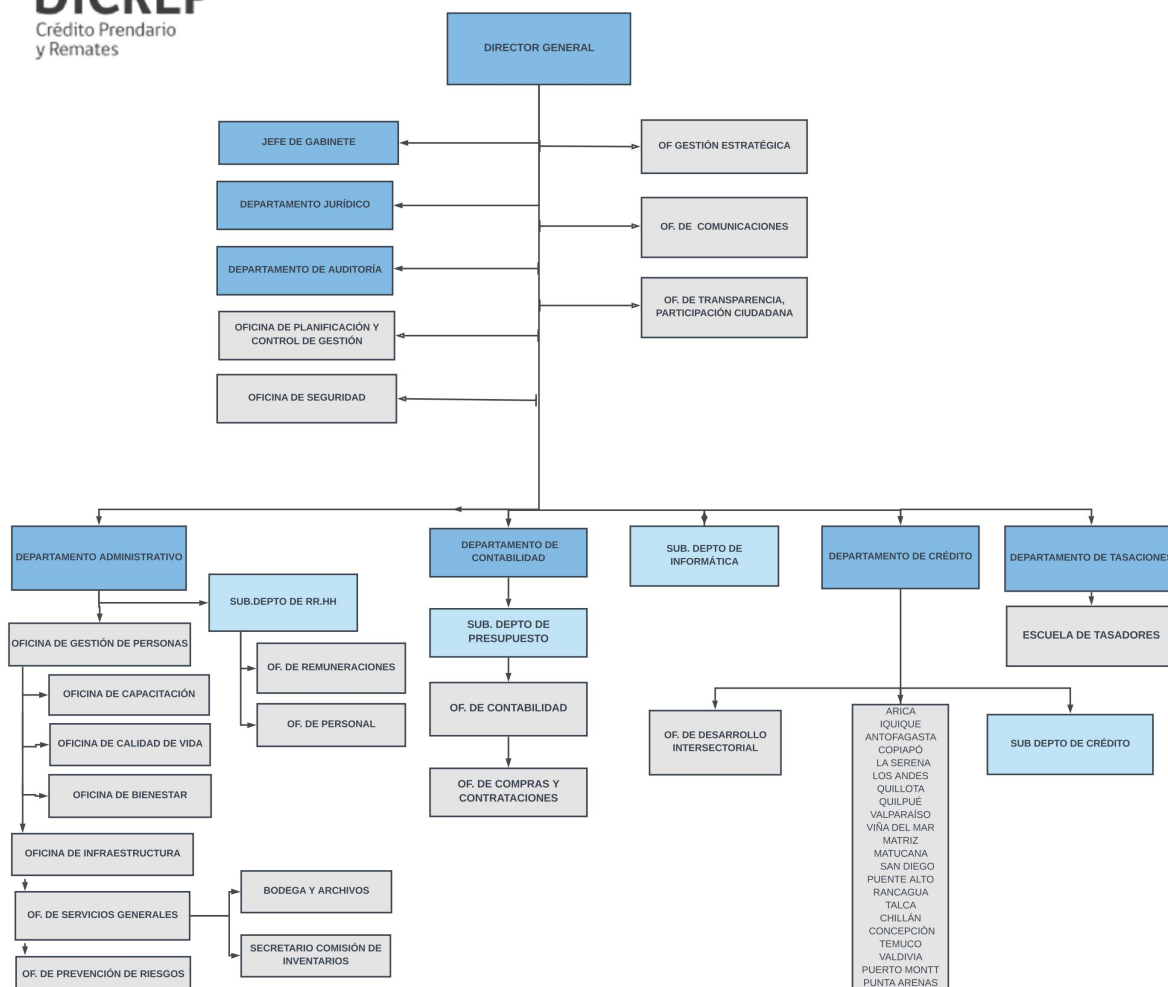 DICREP
Crédito Prendario
y Remates
DIRECTOR GENERAL
JEFE DE GABINETE
OF GESTIÓN ESTRATÉGICA
DEPARTAMENTO JURÍDICO
OF. DE COMUNICACIONES
DEPARTAMENTO DE AUDITORÍA
OF. DE TRANSPARENCIA,
PARTICIPACIÓN CIUDADANA
OFICINA DE PLANIFICACIÓN Y
CONTROL DE GESTIÓN
OFICINA DE SEGURIDAD
DEPARTAMENTO ADMINISTRATIVO
DEPARTAMENTO DE
CONTABILIDAD
SUB. DEPTO DE
INFORMÁTICA
DEPARTAMENTO DE CRÉDITO
DEPARTAMENTO DE TASACIONES
SUB.DEPTO DE RR.HH
OFICINA DE GESTIÓN DE PERSONAS
OF. DE REMUNERACIONES
OF. DE PERSONAL
OFICINA DE CAPACITACIÓN
OFICINA DE CALIDAD DE VIDA
OFICINA DE BIENESTAR
OFICINA DE INFRAESTRUCTURA
OF. DE SERVICIOS GENERALES
BODEGA Y ARCHIVOS
SECRETARIO COMISIÓN DE
INVENTARIOS
OF. DE PREVENCIÓN DE RIESGOS
SUB. DEPTO DE
PRESUPUESTO
OF. DE CONTABILIDAD
OF. DE COMPRAS Y
CONTRATACIONES
ESCUELA DE TASADORES
OF. DE DESARROLLO
INTERSECTORIAL
ARICA
IQUIQUE
ANTOFAGASTA
COPIAPÓ
LA SERENA
LOS ANDES
QUILLOTA
QUILPUÉ
VALPARAÍSO
VIÑA DEL MAR
MATRIZ
MATUCANA
SAN DIEGO
PUENTE ALTO
RANCAGUA
TALCA
CHILLÁN
CONCEPCIÓN
TEMUCO
VALDIVIA
PUERTO MONTT
PUNTA ARENAS
SUB DEPTO DE CRÉDITO